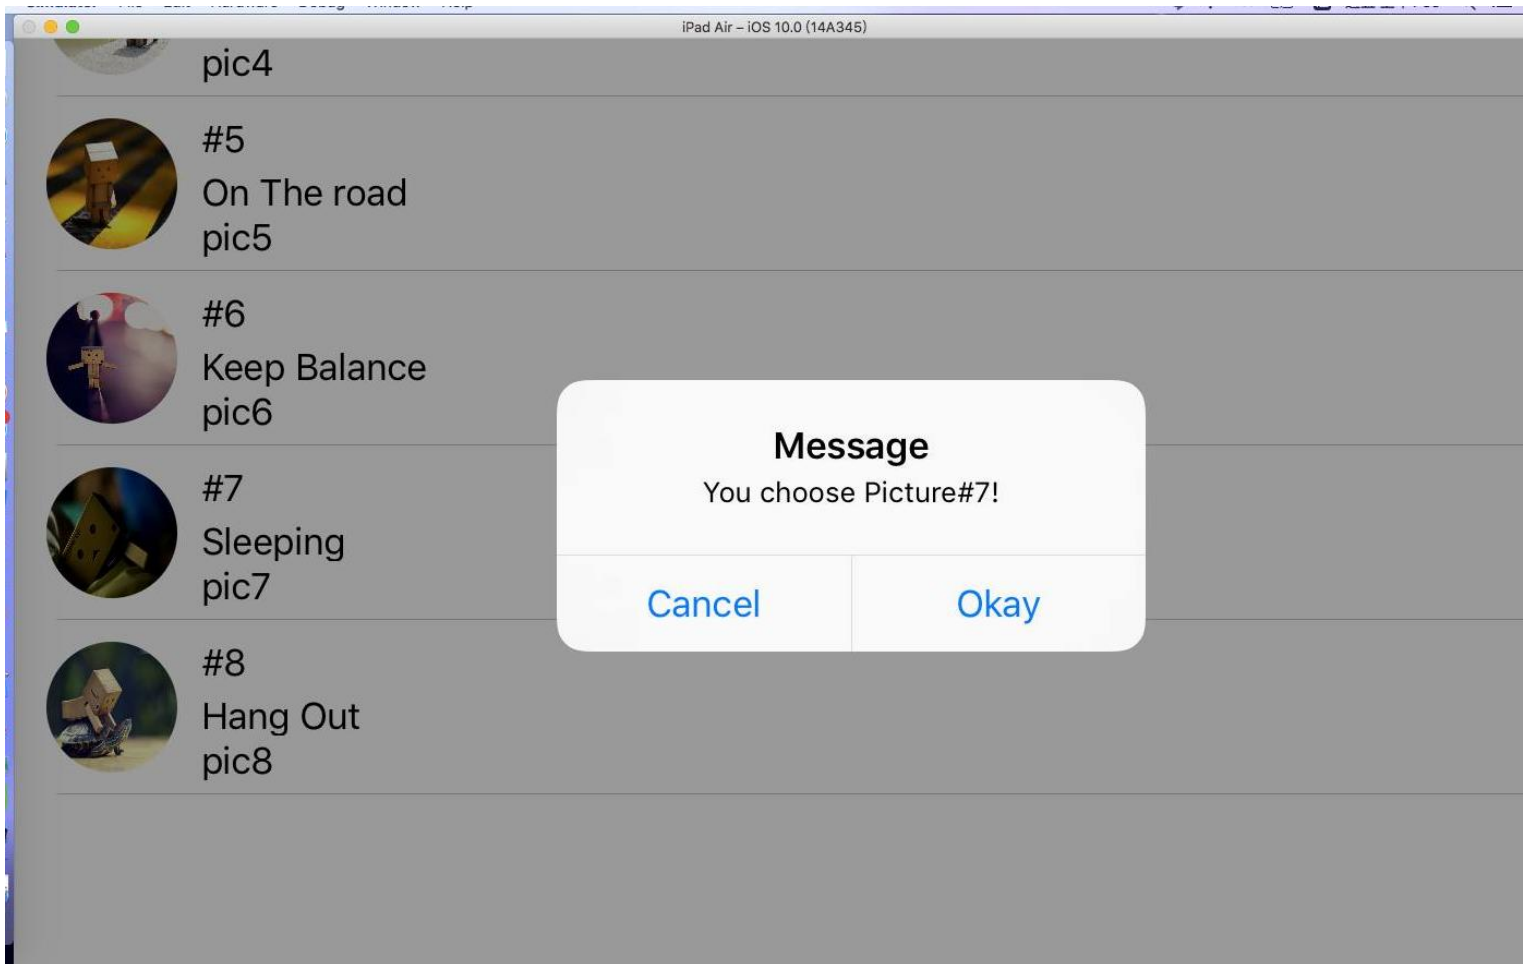 iPad Air – iOS 10.0 (14A345)
pic4
#5
On The road
pic5
#6
Keep Balance
pic6
Message
You choose Picture#7!
#7
Sleeping
pic7
Cancel
Okay
#8
Hang Out
pic8